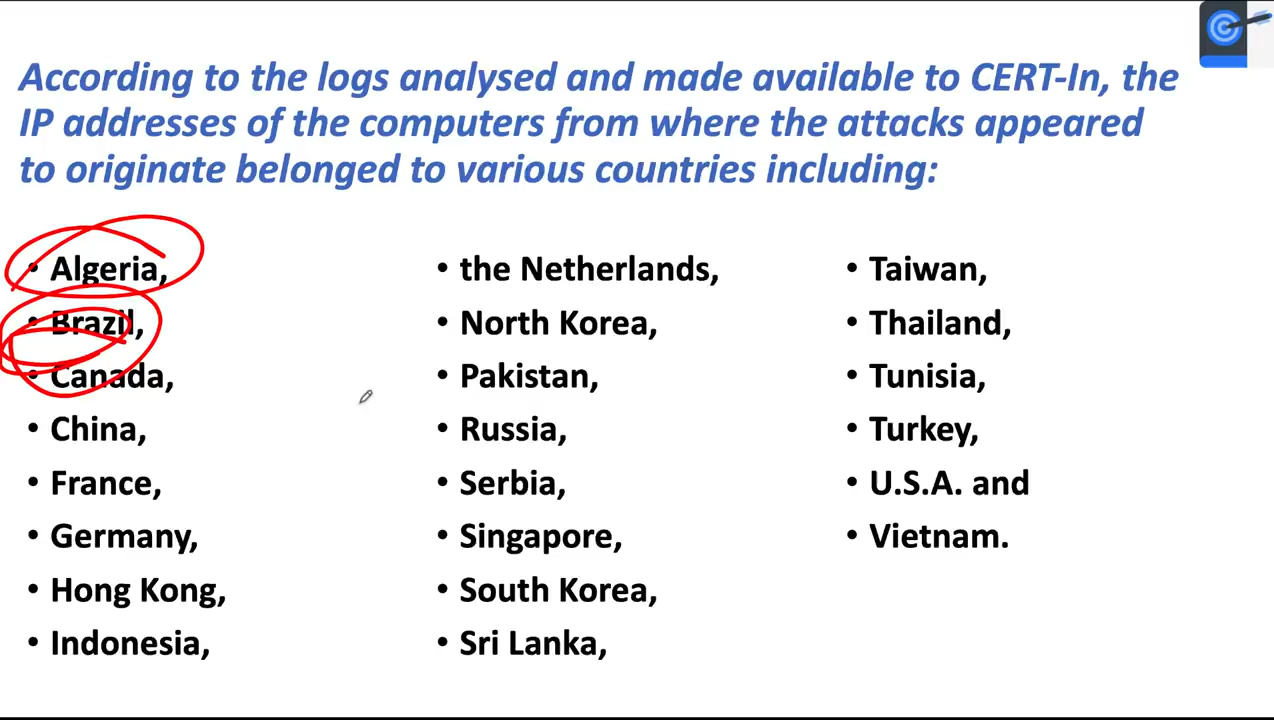 According to the logs analysed and made available to CERT-In, the
IP addresses of the computers from where the attacks appeared
to originate belonged to various countries including:
• Algeria,
• Brazil,
• Canada,
• China,
• France,
• Germany,
• Hong Kong,
• Indonesia,
• the Netherlands,
• North Korea,
• Pakistan,
• Russia,
• Serbia,
• Singapore,
• South Korea,
• Sri Lanka,
• Taiwan,
• Thailand,
• Tunisia,
• Turkey,
• U.S.A. and
• Vietnam.